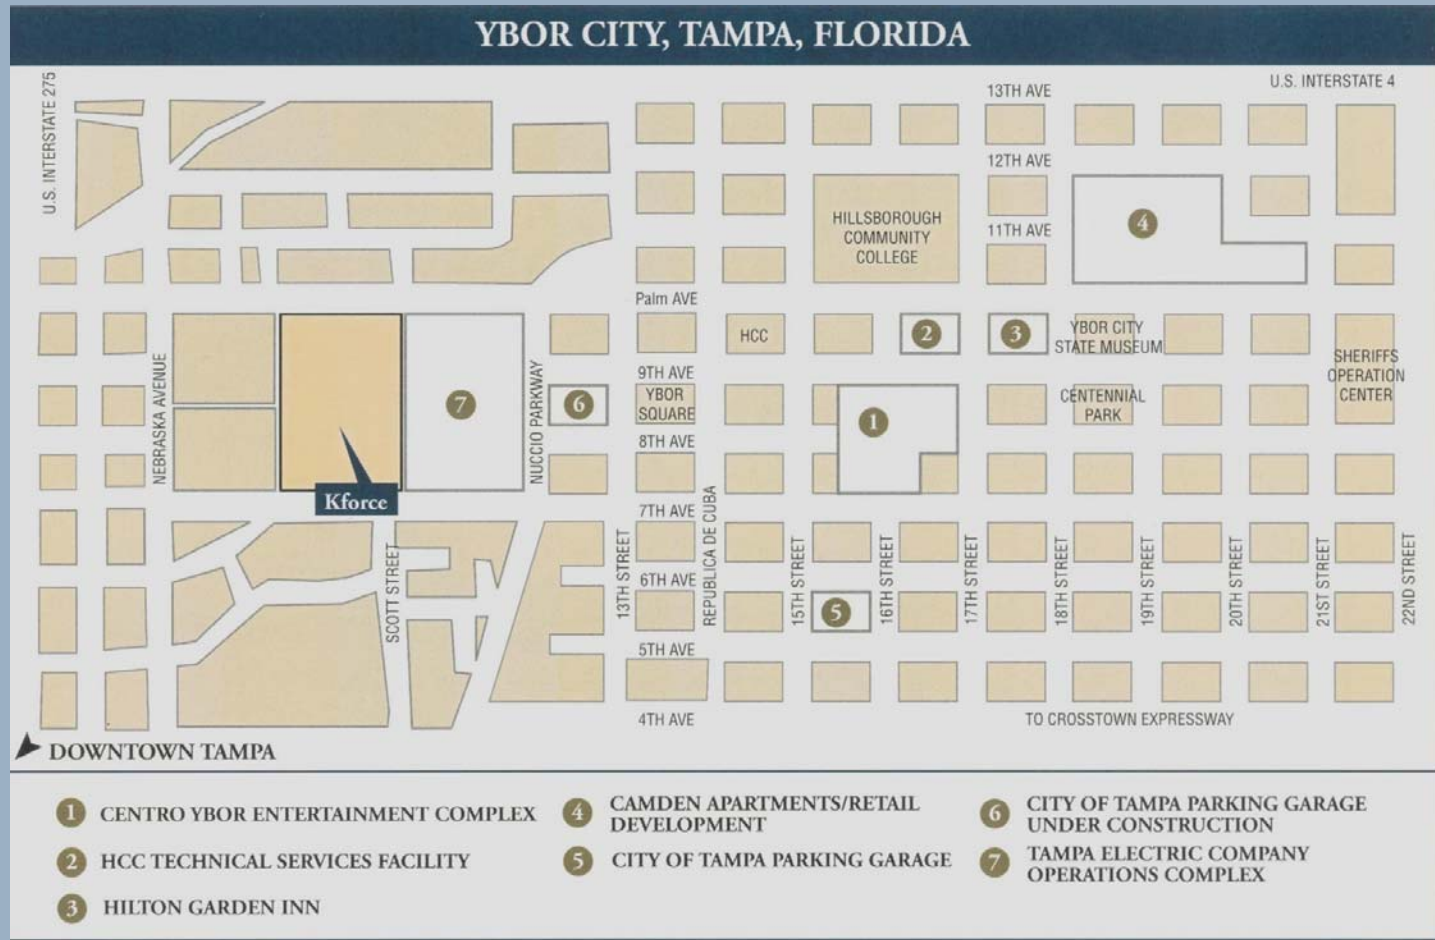 YBOR CITY, TAMPA, FLORIDA
U.S. INTERSTATE 275
U.S. INTERSTATE 4
13TH AVE
12TH AVE
11TH AVE
HILLSBOROUGH
COMMUNITY
COLLEGE
4
Palm AVE
HCC
2
3
YBOR CITY
STATE MUSEUM
SHERIFFS
OPERATION
CENTER
NEBRASKA AVENUE
7
NUCCIO PARKWAY
6
9TH AVE
YBOR
SQUARE
1
CENTENNIAL
PARK
8TH AVE
Kforce
7TH AVE
SCOTT STREET
13TH STREET
6TH AVE
REPUBLICA DE CUBA
15TH STREET
5
16TH STREET
17TH STREET
18TH STREET
19TH STREET
20TH STREET
21ST STREET
22ND STREET
5TH AVE
4TH AVE
TO CROSSTOWN EXPRESSWAY
DOWNTOWN TAMPA
1 CENTRO YBOR ENTERTAINMENT COMPLEX
2 HCC TECHNICAL SERVICES FACILITY
3 HILTON GARDEN INN
4 CAMDEN APARTMENTS/RETAIL
DEVELOPMENT
5 CITY OF TAMPA PARKING GARAGE
6 CITY OF TAMPA PARKING GARAGE
UNDER CONSTRUCTION
7 TAMPA ELECTRIC COMPANY
OPERATIONS COMPLEX